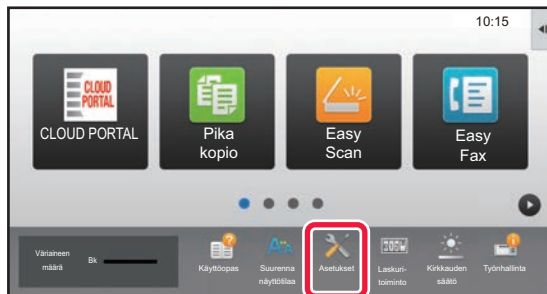 10:15
CLOUD
PORTAL
CLOUD PORTAL
Pika
kopio
Easy
Scan
Easy
Fax
Väriaineen
määrä
Bk
Käyttöopas
Suurenna
näyttötilaa
Asetukset
Laskuri-
toiminto
Kirkkauden
säätö
Työnhallinta